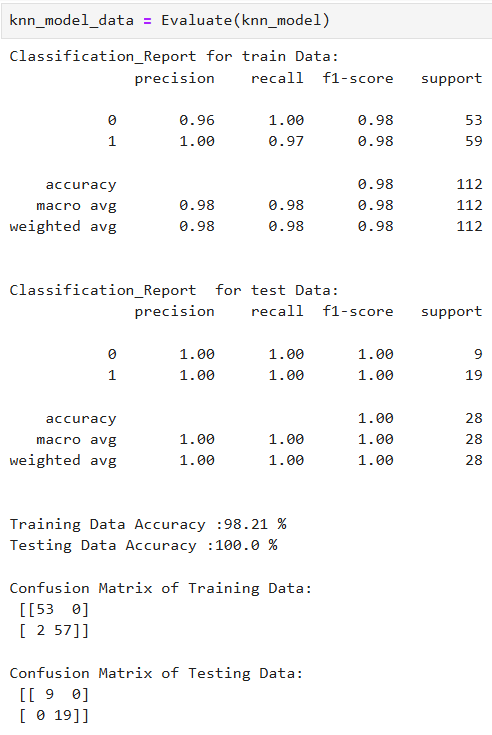 knn_model_data = Evaluate(knn_model)
Classification_Report for train Data:
              precision    recall  f1-score   support

           0       0.96      1.00      0.98        53
           1       1.00      0.97      0.98        59

    accuracy                           0.98       112
   macro avg       0.98      0.98      0.98       112
weighted avg       0.98      0.98      0.98       112

Classification_Report  for test Data:
              precision    recall  f1-score   support

           0       1.00      1.00      1.00         9
           1       1.00      1.00      1.00        19

    accuracy                           1.00        28
   macro avg       1.00      1.00      1.00        28
weighted avg       1.00      1.00      1.00        28

Training Data Accuracy :98.21 %
Testing Data Accuracy :100.0 %

Confusion Matrix of Training Data:
 [[53  0]
 [ 2 57]]

Confusion Matrix of Testing Data:
 [[ 9  0]
 [ 0 19]]